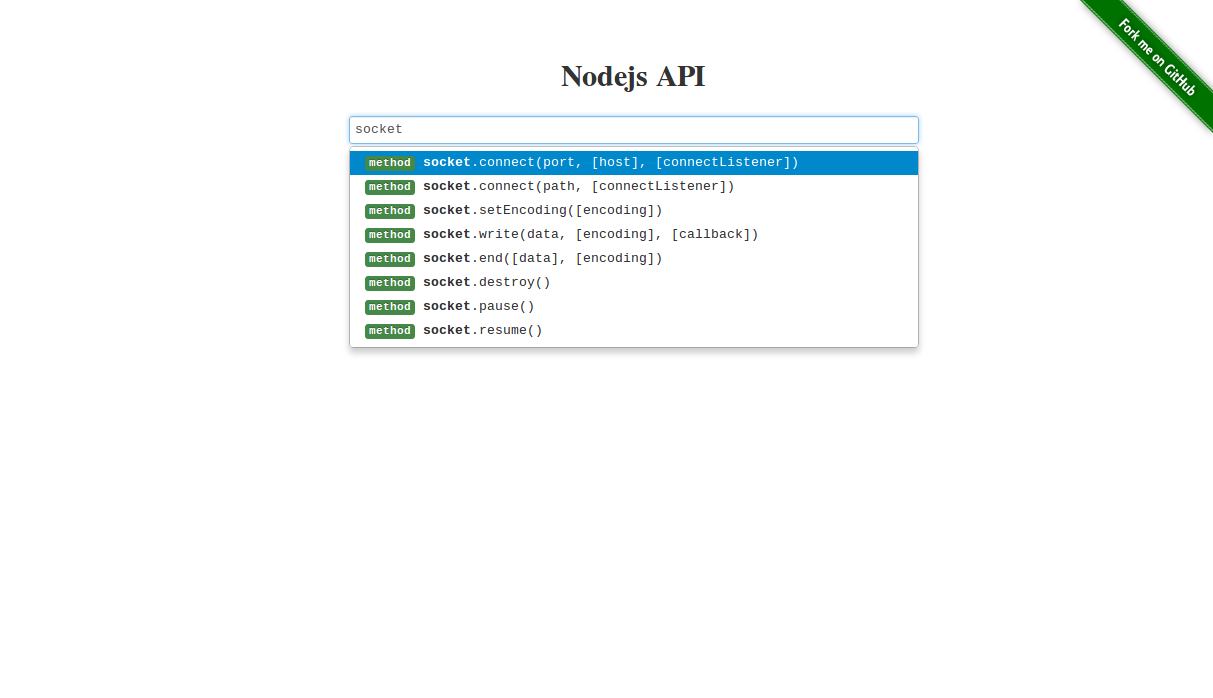 Fork me on GitHub
Nodejs API
socket
method socket.connect(port, [host], [connectListener])
method socket.connect(path, [connectListener])
method socket.setEncoding([encoding])
method socket.write(data, [encoding], [callback])
method socket.end([data], [encoding])
method socket.destroy()
method socket.pause()
method socket.resume()